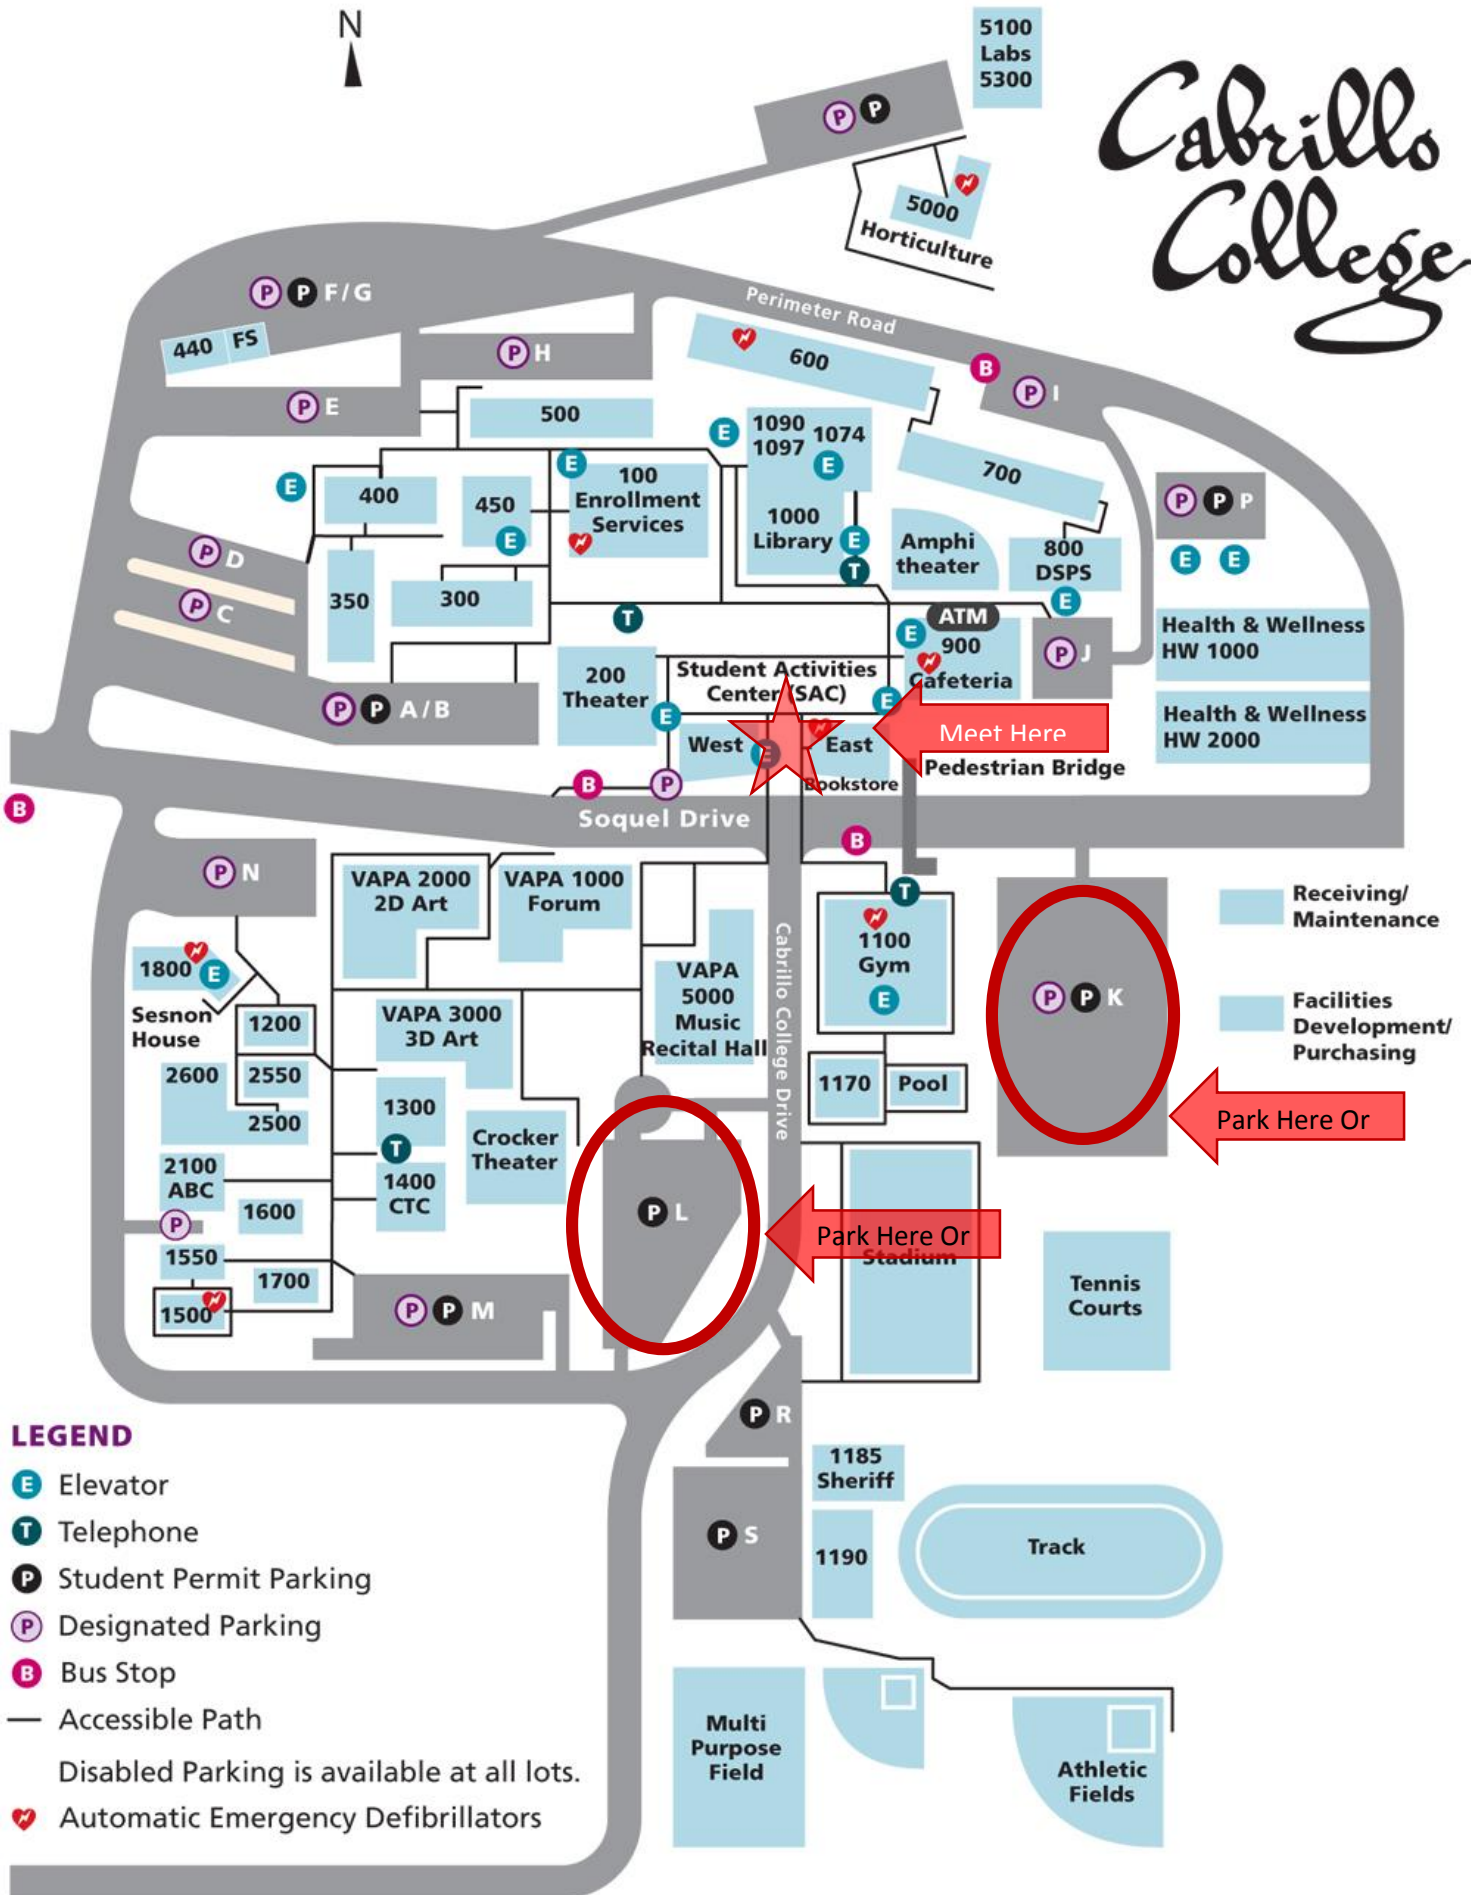 N
5100
Labs
5300
Cabrillo
College
P P
5000
Horticulture
P P F/G
Perimeter Road
440 FS
P H
600
B
P I
P E
500
E
1090
1097
1074
E
700
E
100
Enrollment
Services
E
400
450
E
P P P
1000
Library
E
T
Amphi
theater
800
DSPS
E
E E
P D
P C
350
300
T
ATM
E
900
Cafeteria
P J
Health & Wellness
HW 1000
200
Theater
Student Activities
Center (SAC)
E
E
P P A/B
Health & Wellness
HW 2000
West
E
East
Meet Here
Pedestrian Bridge
Bookstore
B
P
B
Soquel Drive
B
P N
VAPA 2000
2D Art
VAPA 1000
Forum
T
1100
Gym
E
Receiving/
Maintenance
Cabrillo College Drive
1800
E
Sesnon
House
VAPA
5000
Music
Recital Hall
P P K
Facilities
Development/
Purchasing
1200
VAPA 3000
3D Art
2600
2550
2500
1300
T
1170
Pool
Park Here Or
Crocker
Theater
2100
ABC
1400
CTC
P
1600
P L
Park Here Or
Stadium
1550
1700
1500
P P M
Tennis
Courts
P R
LEGEND
E Elevator
T Telephone
P Student Permit Parking
P Designated Parking
B Bus Stop
Accessible Path
Disabled Parking is available at all lots.
Automatic Emergency Defibrillators
1185
Sheriff
P S
1190
Track
Multi
Purpose
Field
Athletic
Fields